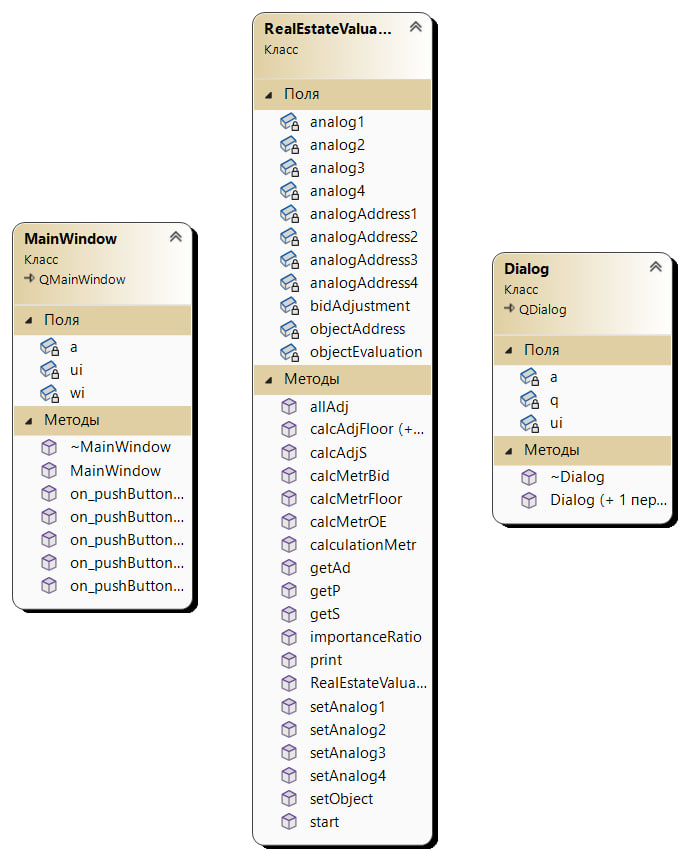 MainWindow
Класс
QMainWindow
Поля
a
ui
wi
Методы
~MainWindow
MainWindow
on_pushButton...
on_pushButton...
on_pushButton...
on_pushButton...
on_pushButton...
RealEstateValua...
Класс
Поля
analog1
analog2
analog3
analog4
analogAddress1
analogAddress2
analogAddress3
analogAddress4
bidAdjustment
objectAddress
objectEvaluation
Методы
allAdj
calcAdjFloor (+...
calcAdjS
calcMetrBid
calcMetrFloor
calcMetrOE
calculationMetr
getAd
getP
getS
importanceRatio
print
RealEstateValua...
setAnalog1
setAnalog2
setAnalog3
setAnalog4
setObject
start
Dialog
Класс
QDialog
Поля
a
q
ui
Методы
~Dialog
Dialog (+ 1 пер...